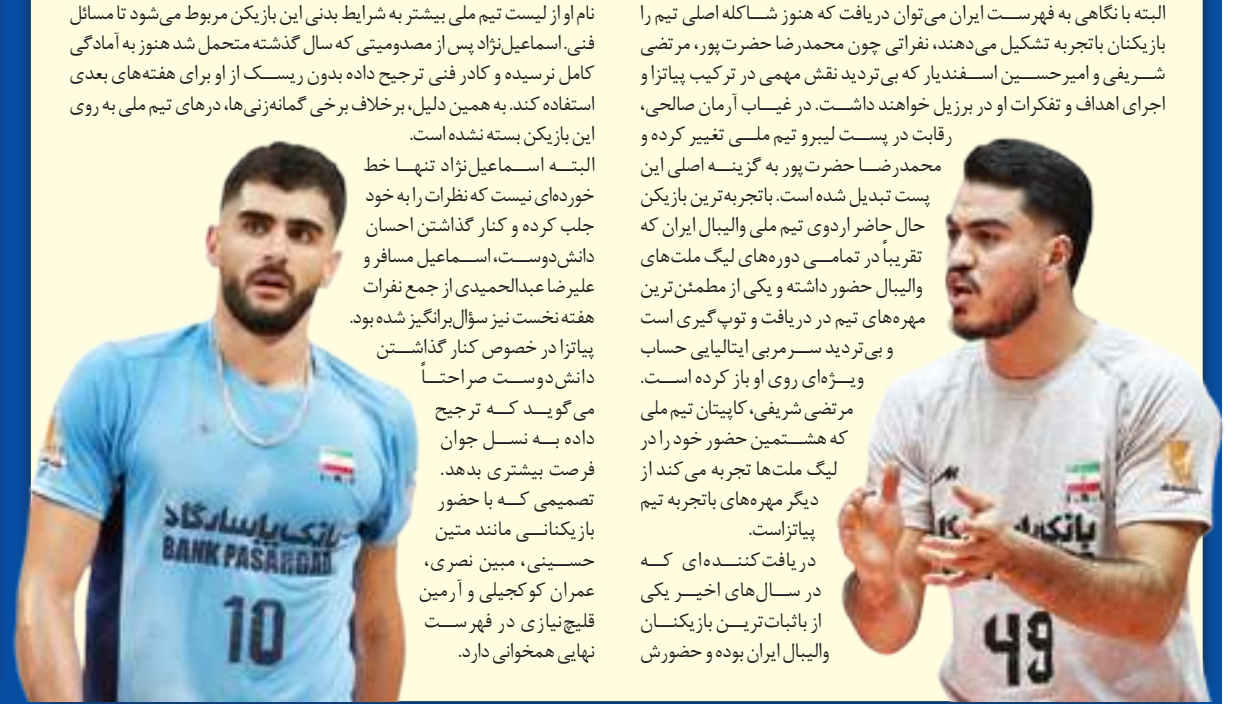 البته با نگاهی به فهرست ایران می‌توان دریافت که هنوز شاکله اصلی تیم را
بازیکنان باتجربه تشکیل می‌دهند، نفراتی چون محمدرضا حضرت‌پور، مرتضی
شریفی و امیرحسین اسفندیار که بی‌تردید نقش مهمی در ترکیب پیاتزا و
اجرای اهداف و تفکرات او در برزیل خواهند داشت. در غیاب آرمان صالحی،
رقابت در پست لیبرو تیم ملی تغییر کرده و
محمدرضا حضرت‌پور به گزینه اصلی این
پست تبدیل شده است. باتجربه‌ترین بازیکن
حال حاضر اردوی تیم ملی والیبال ایران که
تقریباً در تمامی دوره‌های لیگ ملت‌های
والیبال حضور داشته و یکی از مطمئن‌ترین
مهره‌های تیم در دریافت و توپ‌گیری است
و بی‌تردید سرمربی ایتالیایی حساب
ویژه‌ای روی او باز کرده است.
مرتضی شریفی، کاپیتان تیم ملی
که هشتمین حضور خود را در
لیگ ملت‌ها تجربه می‌کند از
دیگر مهره‌های باتجربه تیم
پیاتزاست.
دریافت‌کننده‌ای که
در سال‌های اخیر یکی
از باثبات‌ترین بازیکنان
والیبال ایران بوده و حضورش
نام او از لیست تیم ملی بیشتر به شرایط بدنی این بازیکن مربوط می‌شود تا مسائل
فنی. اسماعیل‌نژاد پس از مصدومیتی که سال گذشته متحمل شد هنوز به آمادگی
کامل نرسیده و کادر فنی ترجیح داده بدون ریسک از او برای هفته‌های بعدی
استفاده کند. به همین دلیل، برخلاف برخی گمانه‌زنی‌ها، درهای تیم ملی به روی
این بازیکن بسته نشده است.
البته اسماعیل‌نژاد تنها خط
خورده‌ای نیست که نظرات را به خود
جلب کرده و کنار گذاشتن احسان
دانش‌دوست، اسماعیل مسافر و
علیرضا عبدالحمیدی از جمع نفرات
هفته نخست نیز سؤال‌برانگیز شده بود.
پیاتزا در خصوص کنار گذاشتن
دانش‌دوست صراحتاً
می‌گوید که ترجیح
داده به نسل جوان
فرصت بیشتری بدهد.
تصمیمی که با حضور
بازیکنانی مانند متین
حسینی، مبین نصری،
عمران کوکجیلی و آرمین
قلیچ‌نیازی در فهرست
نهایی همخوانی دارد.
I.R.I
بانک پاسارگاد
BANK PASARGAD
10
49